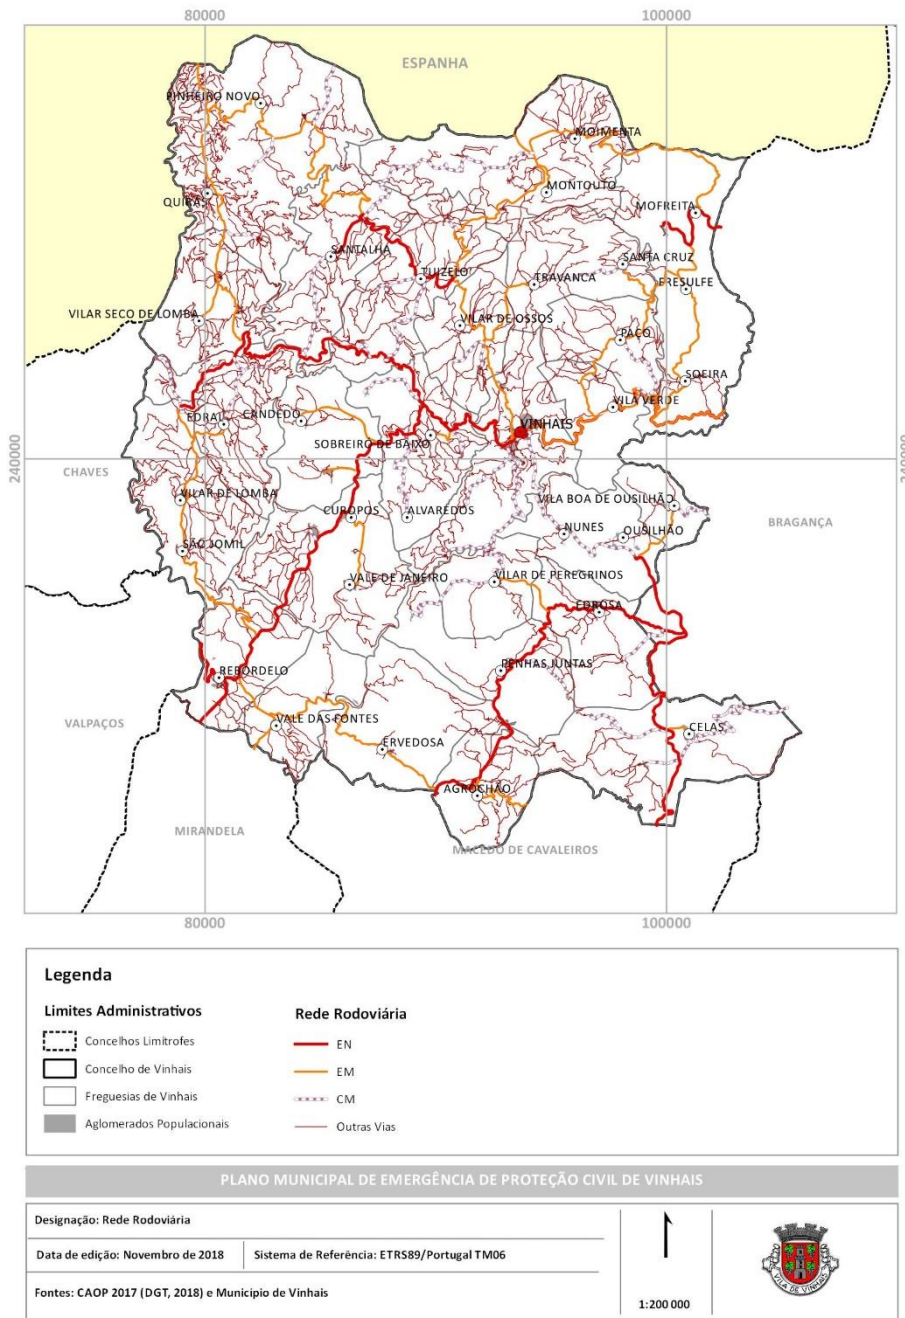 80000
100000
ESPANHA
PINHEIRO NOVO
MOIMENTA
MONTOUTO
QUIRÁS
MOFREITA
SANTALHA
SANTA CRUZ
TUIZELO
TRAVANCA
FRESULFE
VILAR SECO DE LOMBA
VILAR DE OSSOS
PAÇO
SOEIRA
VILA VERDE
EDRAL
CANDEDO
VINHAIS
SOBREIRO DE BAIXO
240000
CHAVES
VILAR DE LOMBA
VILA BOA DE OUSILHÃO
CUROPOS
ALVAREDOS
BRAGANÇA
NUNES
OUSILHÃO
SÃO JOMIL
VALE DE JANEIRO
VILAR DE PEREGRINOS
EDROSA
REBORDELO
PENHAS JUNTAS
VALPAÇOS
VALE DAS FONTES
CELAS
ERVEDOSA
AGROCHÃO
MIRANDELA
MACEDO DE CAVALEIROS
80000
100000
Legenda
Limites Administrativos
Rede Rodoviária
Concelhos Limítrofes
EN
Concelho de Vinhais
EM
Freguesias de Vinhais
CM
Aglomerados Populacionais
Outras Vias
PLANO MUNICIPAL DE EMERGÊNCIA DE PROTEÇÃO CIVIL DE VINHAIS
Designação: Rede Rodoviária
Data de edição: Novembro de 2018
Sistema de Referência: ETRS89/Portugal TM06
Fontes: CAOP 2017 (DGT, 2018) e Municipio de Vinhais
1:200 000
VILA DE VINHAIS